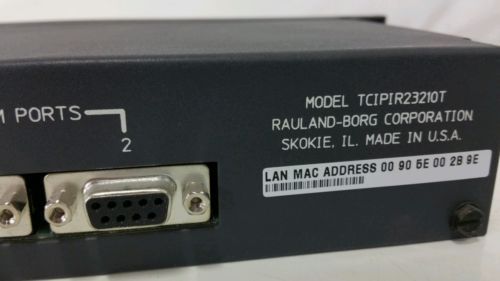 M PORTS
2
MODEL TCIPIR23210T
RAULAND-BORG CORPORATION
SKOKIE, IL. MADE IN U.S.A.
LAN MAC ADDRESS 00 90 5E 00 2B 9E